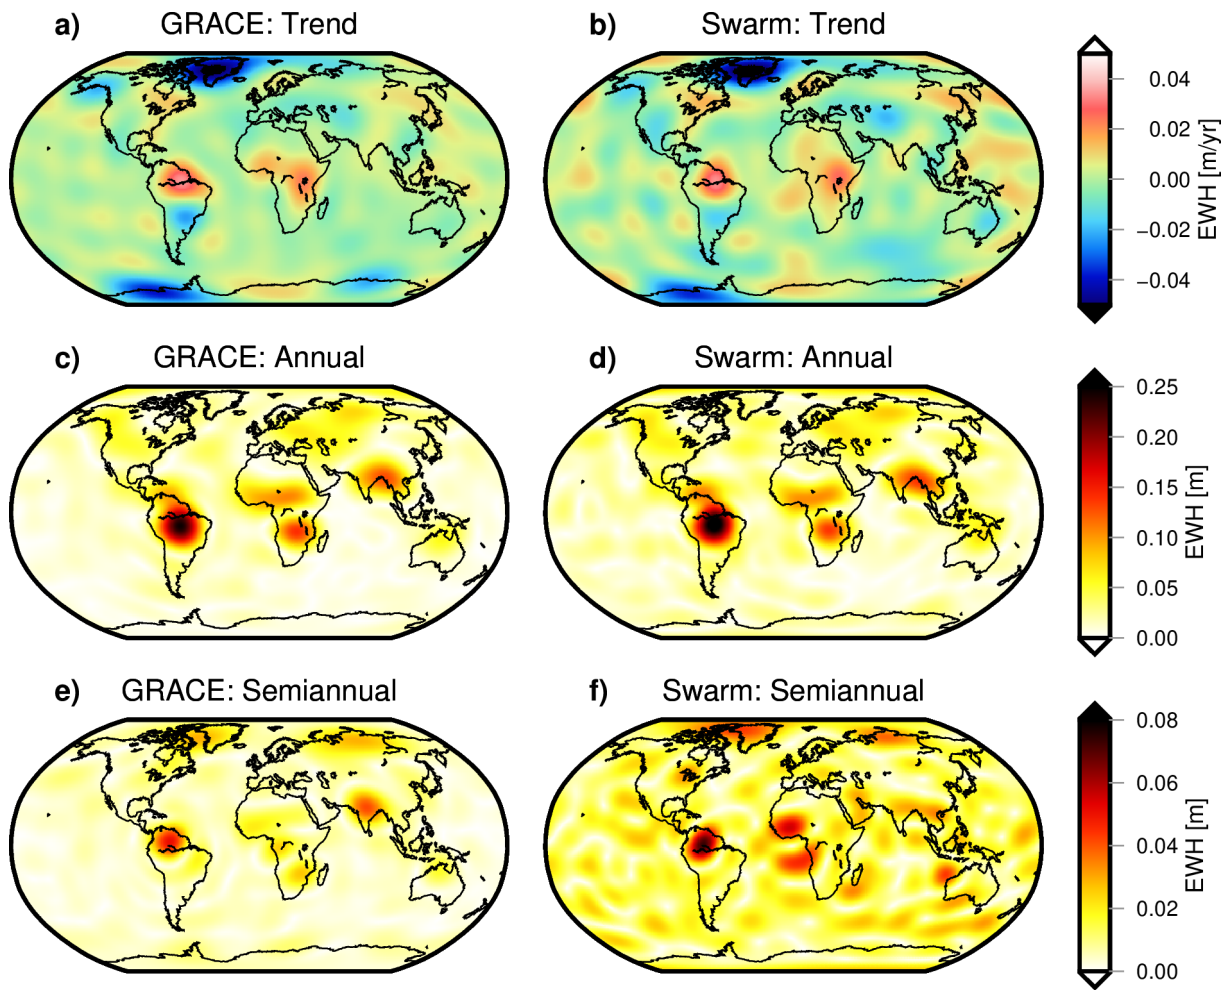 a) GRACE: Trend
b) Swarm: Trend
0.04
0.02
0.00
−0.02
−0.04
EWH [m/yr]
c) GRACE: Annual
d) Swarm: Annual
0.25
0.20
0.15
0.10
0.05
0.00
EWH [m]
e) GRACE: Semiannual
f) Swarm: Semiannual
0.08
0.06
0.04
0.02
0.00
EWH [m]